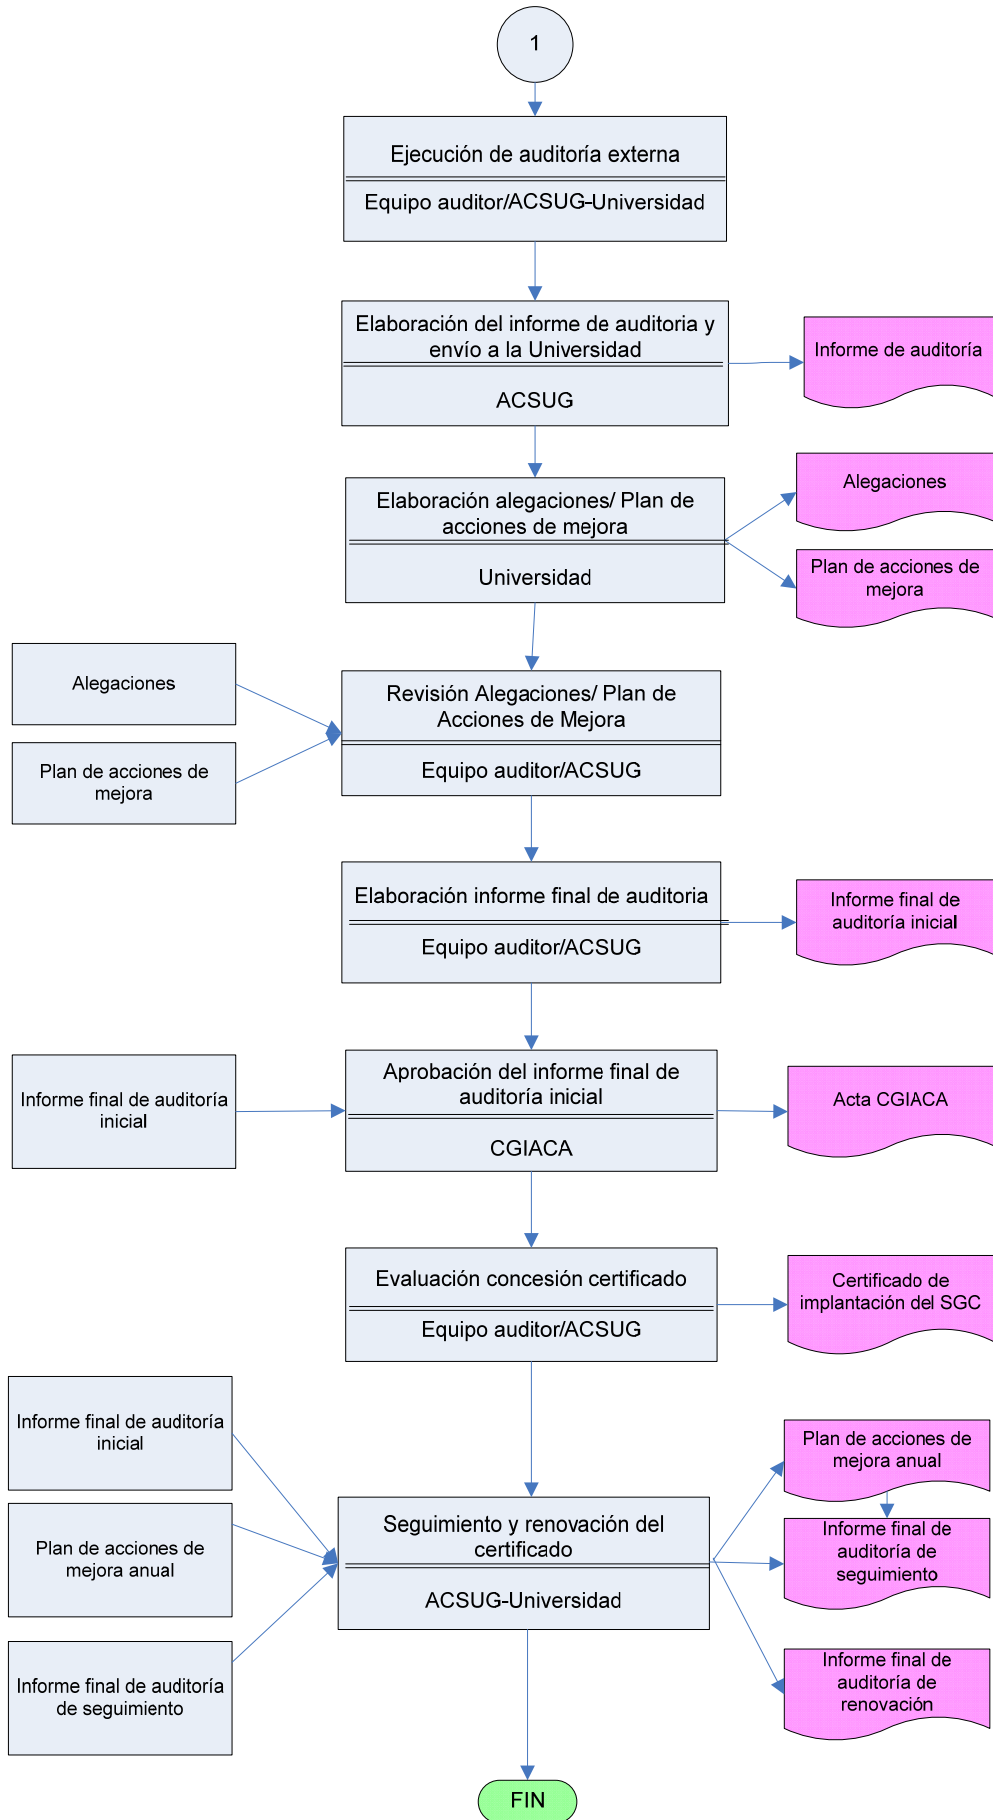 1
Ejecución de auditoría externa
Equipo auditor/ACSUG-Universidad
Elaboración del informe de auditoria y
envío a la Universidad
ACSUG
Informe de auditoría
Elaboración alegaciones/ Plan de
acciones de mejora
Universidad
Alegaciones
Plan de acciones de
mejora
Alegaciones
Plan de acciones de
mejora
Revisión Alegaciones/ Plan de
Acciones de Mejora
Equipo auditor/ACSUG
Elaboración informe final de auditoria
Equipo auditor/ACSUG
Informe final de
auditoría inicial
Informe final de auditoría
inicial
Aprobación del informe final de
auditoría inicial
CGIACA
Acta CGIACA
Evaluación concesión certificado
Equipo auditor/ACSUG
Certificado de
implantación del SGC
Informe final de auditoría
inicial
Plan de acciones de
mejora anual
Informe final de auditoría
de seguimiento
Seguimiento y renovación del
certificado
ACSUG-Universidad
Plan de acciones de
mejora anual
Informe final de
auditoría de
seguimiento
Informe final de
auditoría de
renovación
FIN